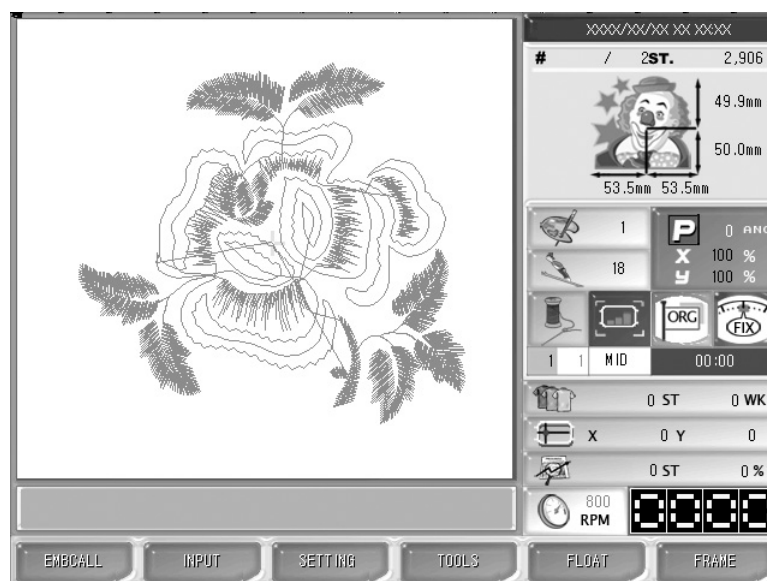 XXXX/XX/XX XX XX:XX
# / 2ST. 2,906
49.9mm
50.0mm
53.5mm 53.5mm
1 P 0 ANG
X 100 %
18 Y 100 %
ORG FIX
1 1 MID 00:00
0 ST 0 WK
X 0 Y 0
0 ST 0 %
800
RPM 0000
EMBCALL INPUT SETTING TOOLS FLOAT FRAME